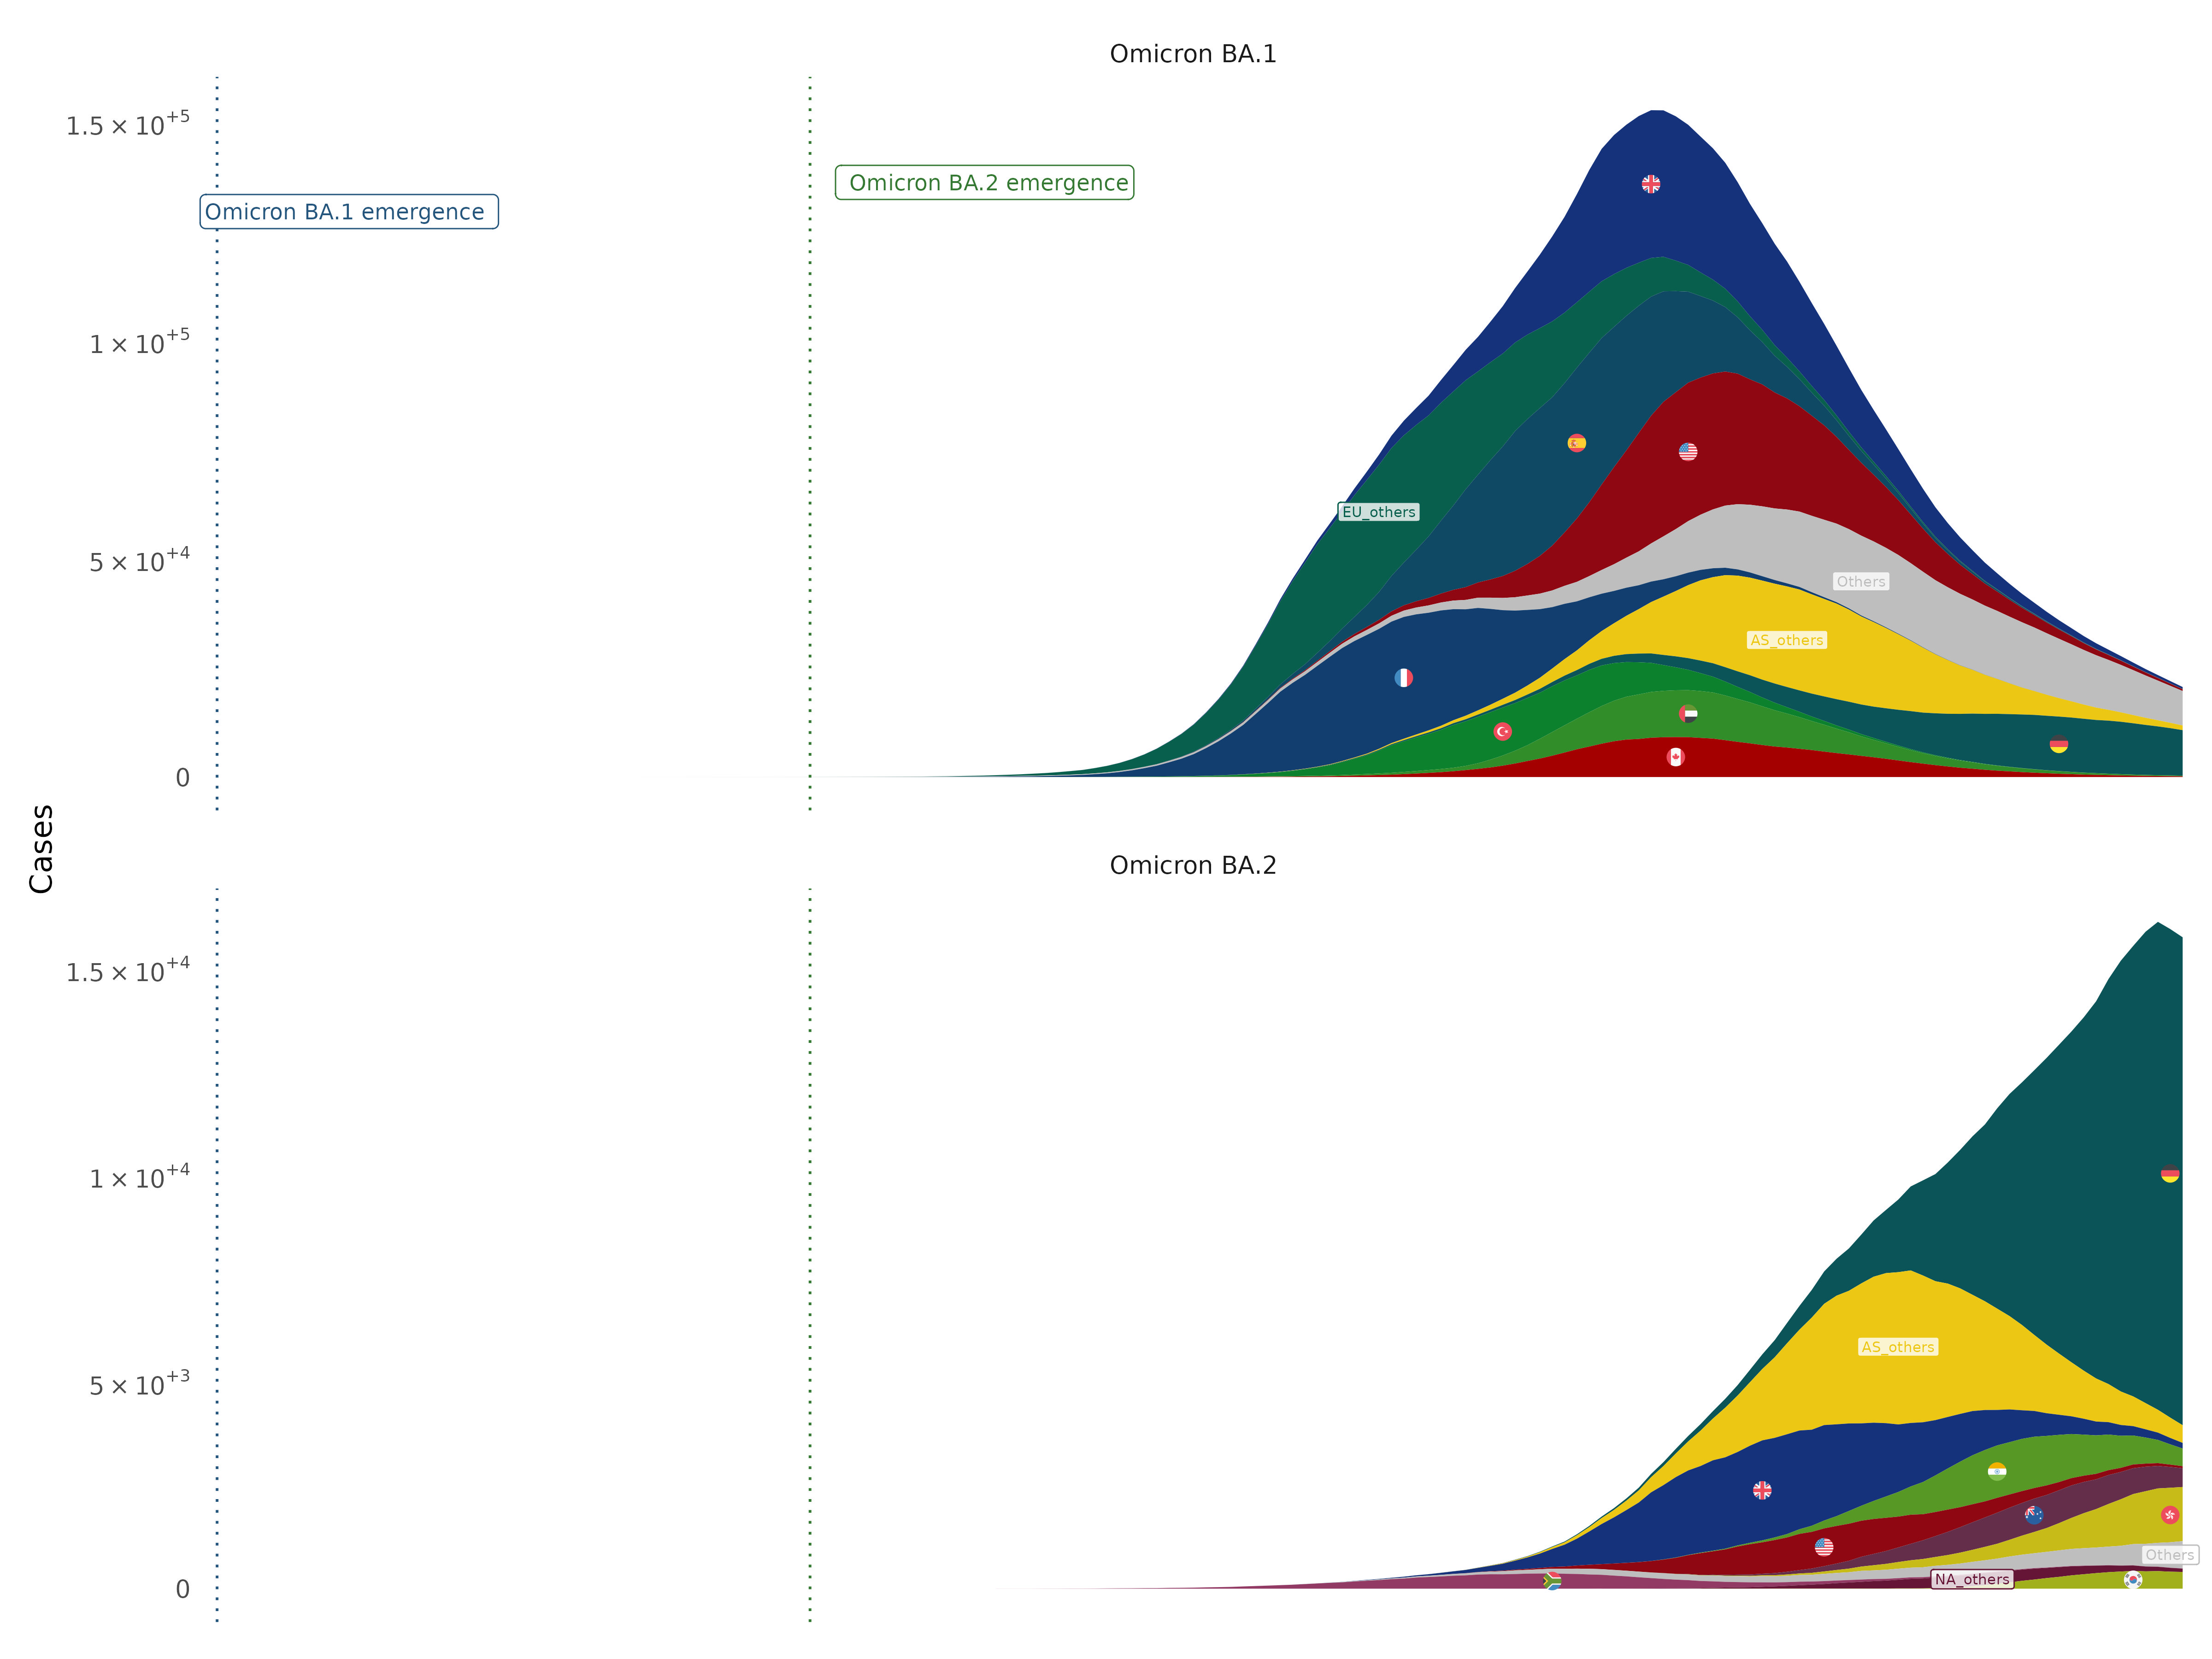 Omicron BA.1
1.5 × 10⁺⁵
1 × 10⁺⁵
5 × 10⁺⁴
0
Omicron BA.1 emergence
Omicron BA.2 emergence
EU_others
Others
AS_others
Cases
Omicron BA.2
1.5 × 10⁺⁴
1 × 10⁺⁴
5 × 10⁺³
0
AS_others
Others
NA_others